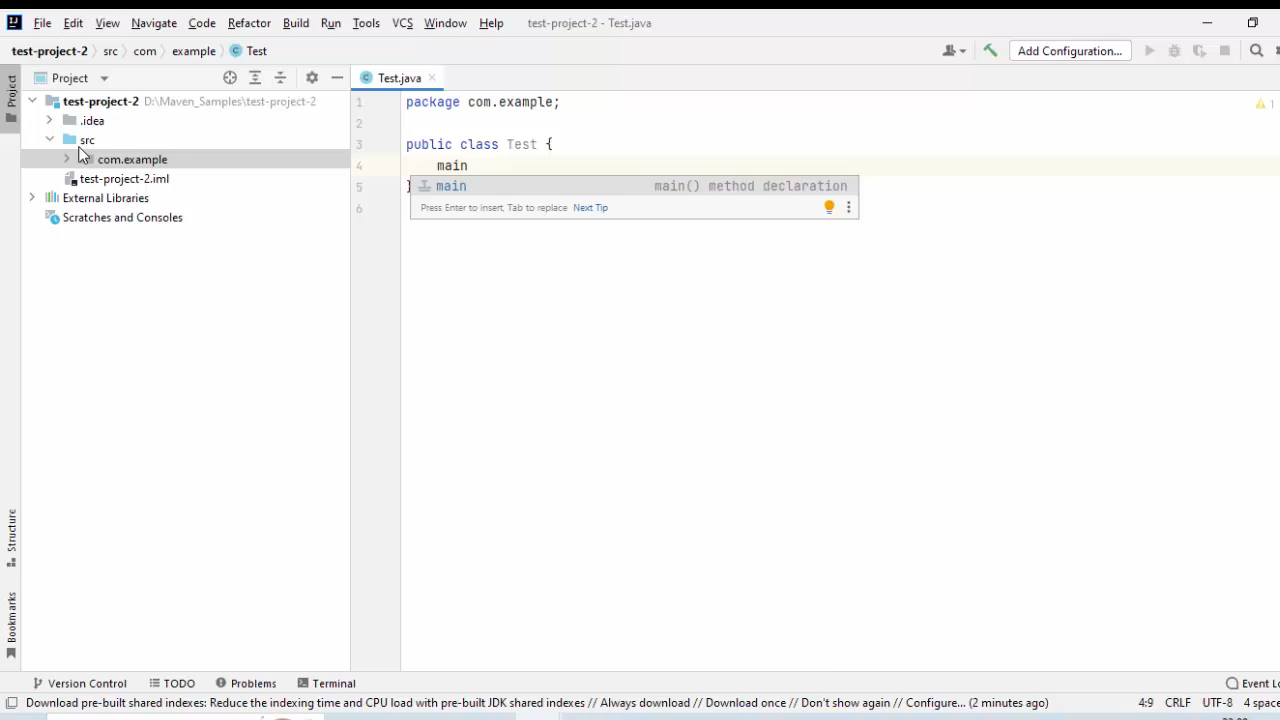 File Edit View Navigate Code Refactor Build Run Tools VCS Window Help test-project-2 - Test.java
test-project-2 src com example Test Add Configuration...
Project
Project Test.java
test-project-2 D:\Maven_Samples\test-project-2
.idea
src
com.example
test-project-2.iml
External Libraries
Scratches and Consoles
1 package com.example;
2
3 public class Test {
4 main
5 }
6
main main() method declaration
Press Enter to insert, Tab to replace Next Tip
1
Structure
Bookmarks
Version Control TODO Problems Terminal Event Lo
Download pre-built shared indexes: Reduce the indexing time and CPU load with pre-built JDK shared indexes // Always download // Download once // Don't show again // Configure... (2 minutes ago) 4:9 CRLF UTF-8 4 spac